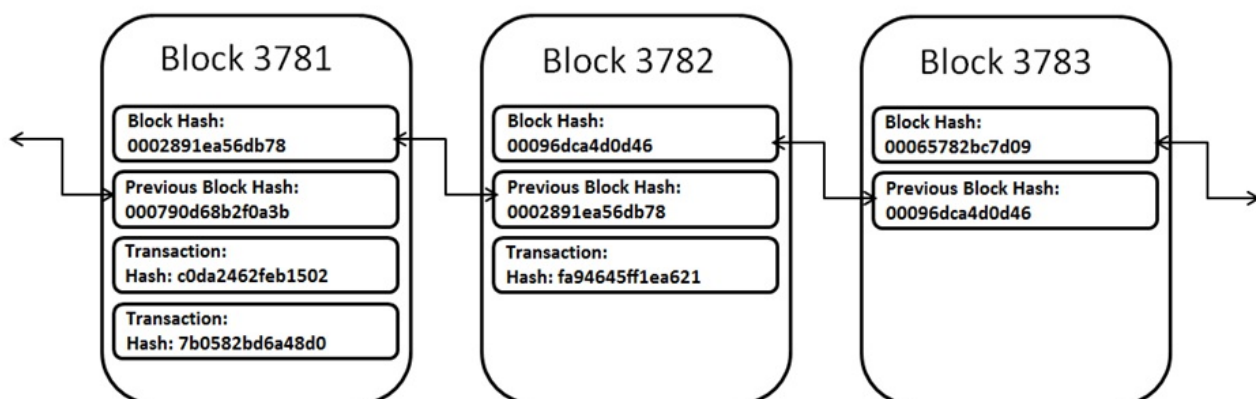 Block 3781
Block Hash:
0002891ea56db78
Previous Block Hash:
000790d68b2f0a3b
Transaction:
Hash: c0da2462feb1502
Transaction:
Hash: 7b0582bd6a48d0
Block 3782
Block Hash:
00096dca4d0d46
Previous Block Hash:
0002891ea56db78
Transaction:
Hash: fa94645ff1ea621
Block 3783
Block Hash:
00065782bc7d09
Previous Block Hash:
00096dca4d0d46